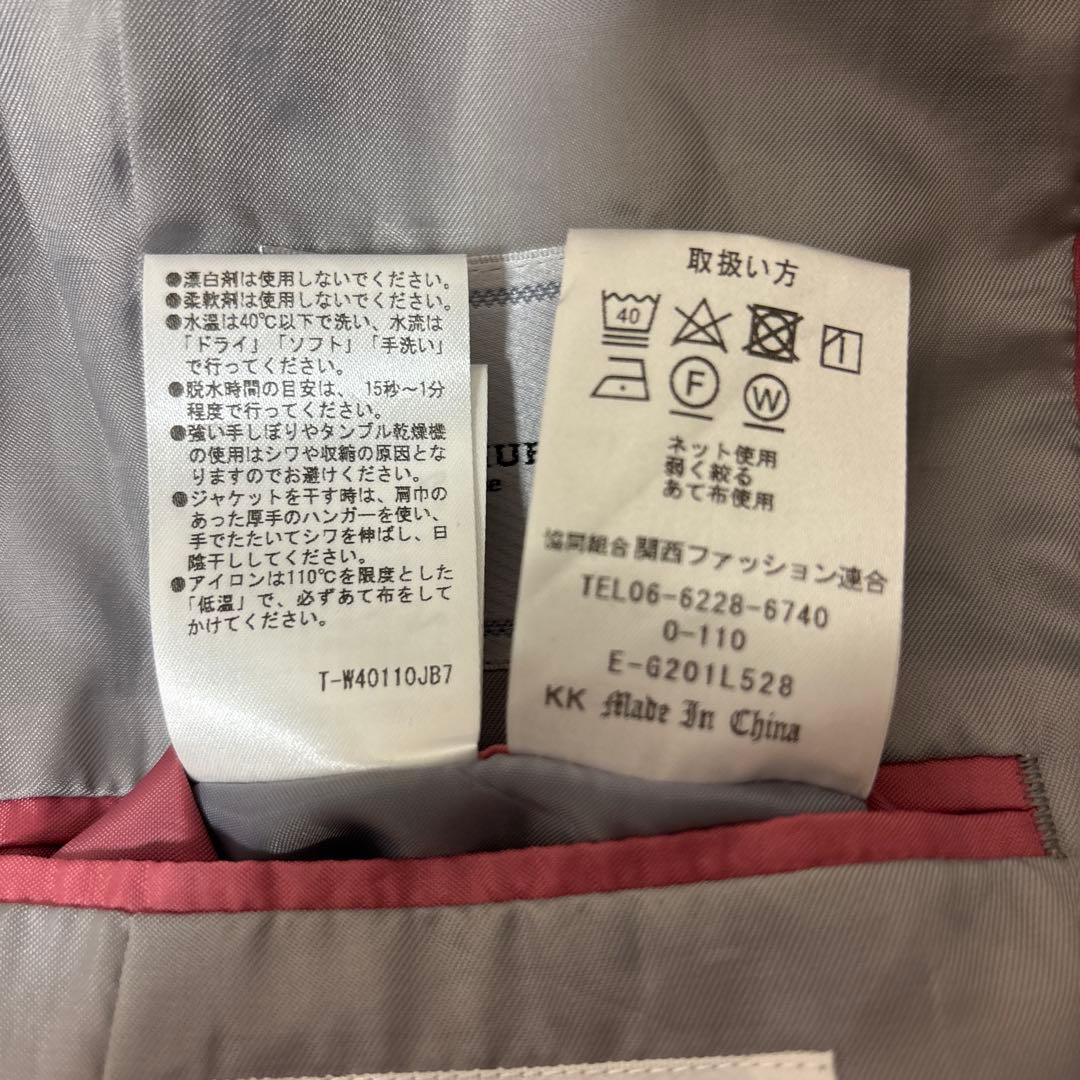 ●漂白剤は使用しないでください。
●柔軟剤は使用しないでください。
●水温は40℃以下で洗い、水流は
「ドライ」「ソフト」「手洗い」
で行ってください。
●脱水時間の目安は、15秒〜1分
程度で行ってください。
●強い手しぼりやタンブル乾燥機
の使用はシワや収縮の原因とな
りますのでお避けください。
●ジャケットを干す時は、肩巾の
あった厚手のハンガーを使い、
手でたたいてシワを伸ばし、日
陰干ししてください。
●アイロンは110℃を限度とした
「低温」で、必ずあて布をして
かけてください。
T-W40110JB7
取扱い方
40
F
W
ネット使用
弱く絞る
あて布使用
協同組合 関西ファッション連合
TEL06-6228-6740
0-110
E-G201L528
KK Made In China